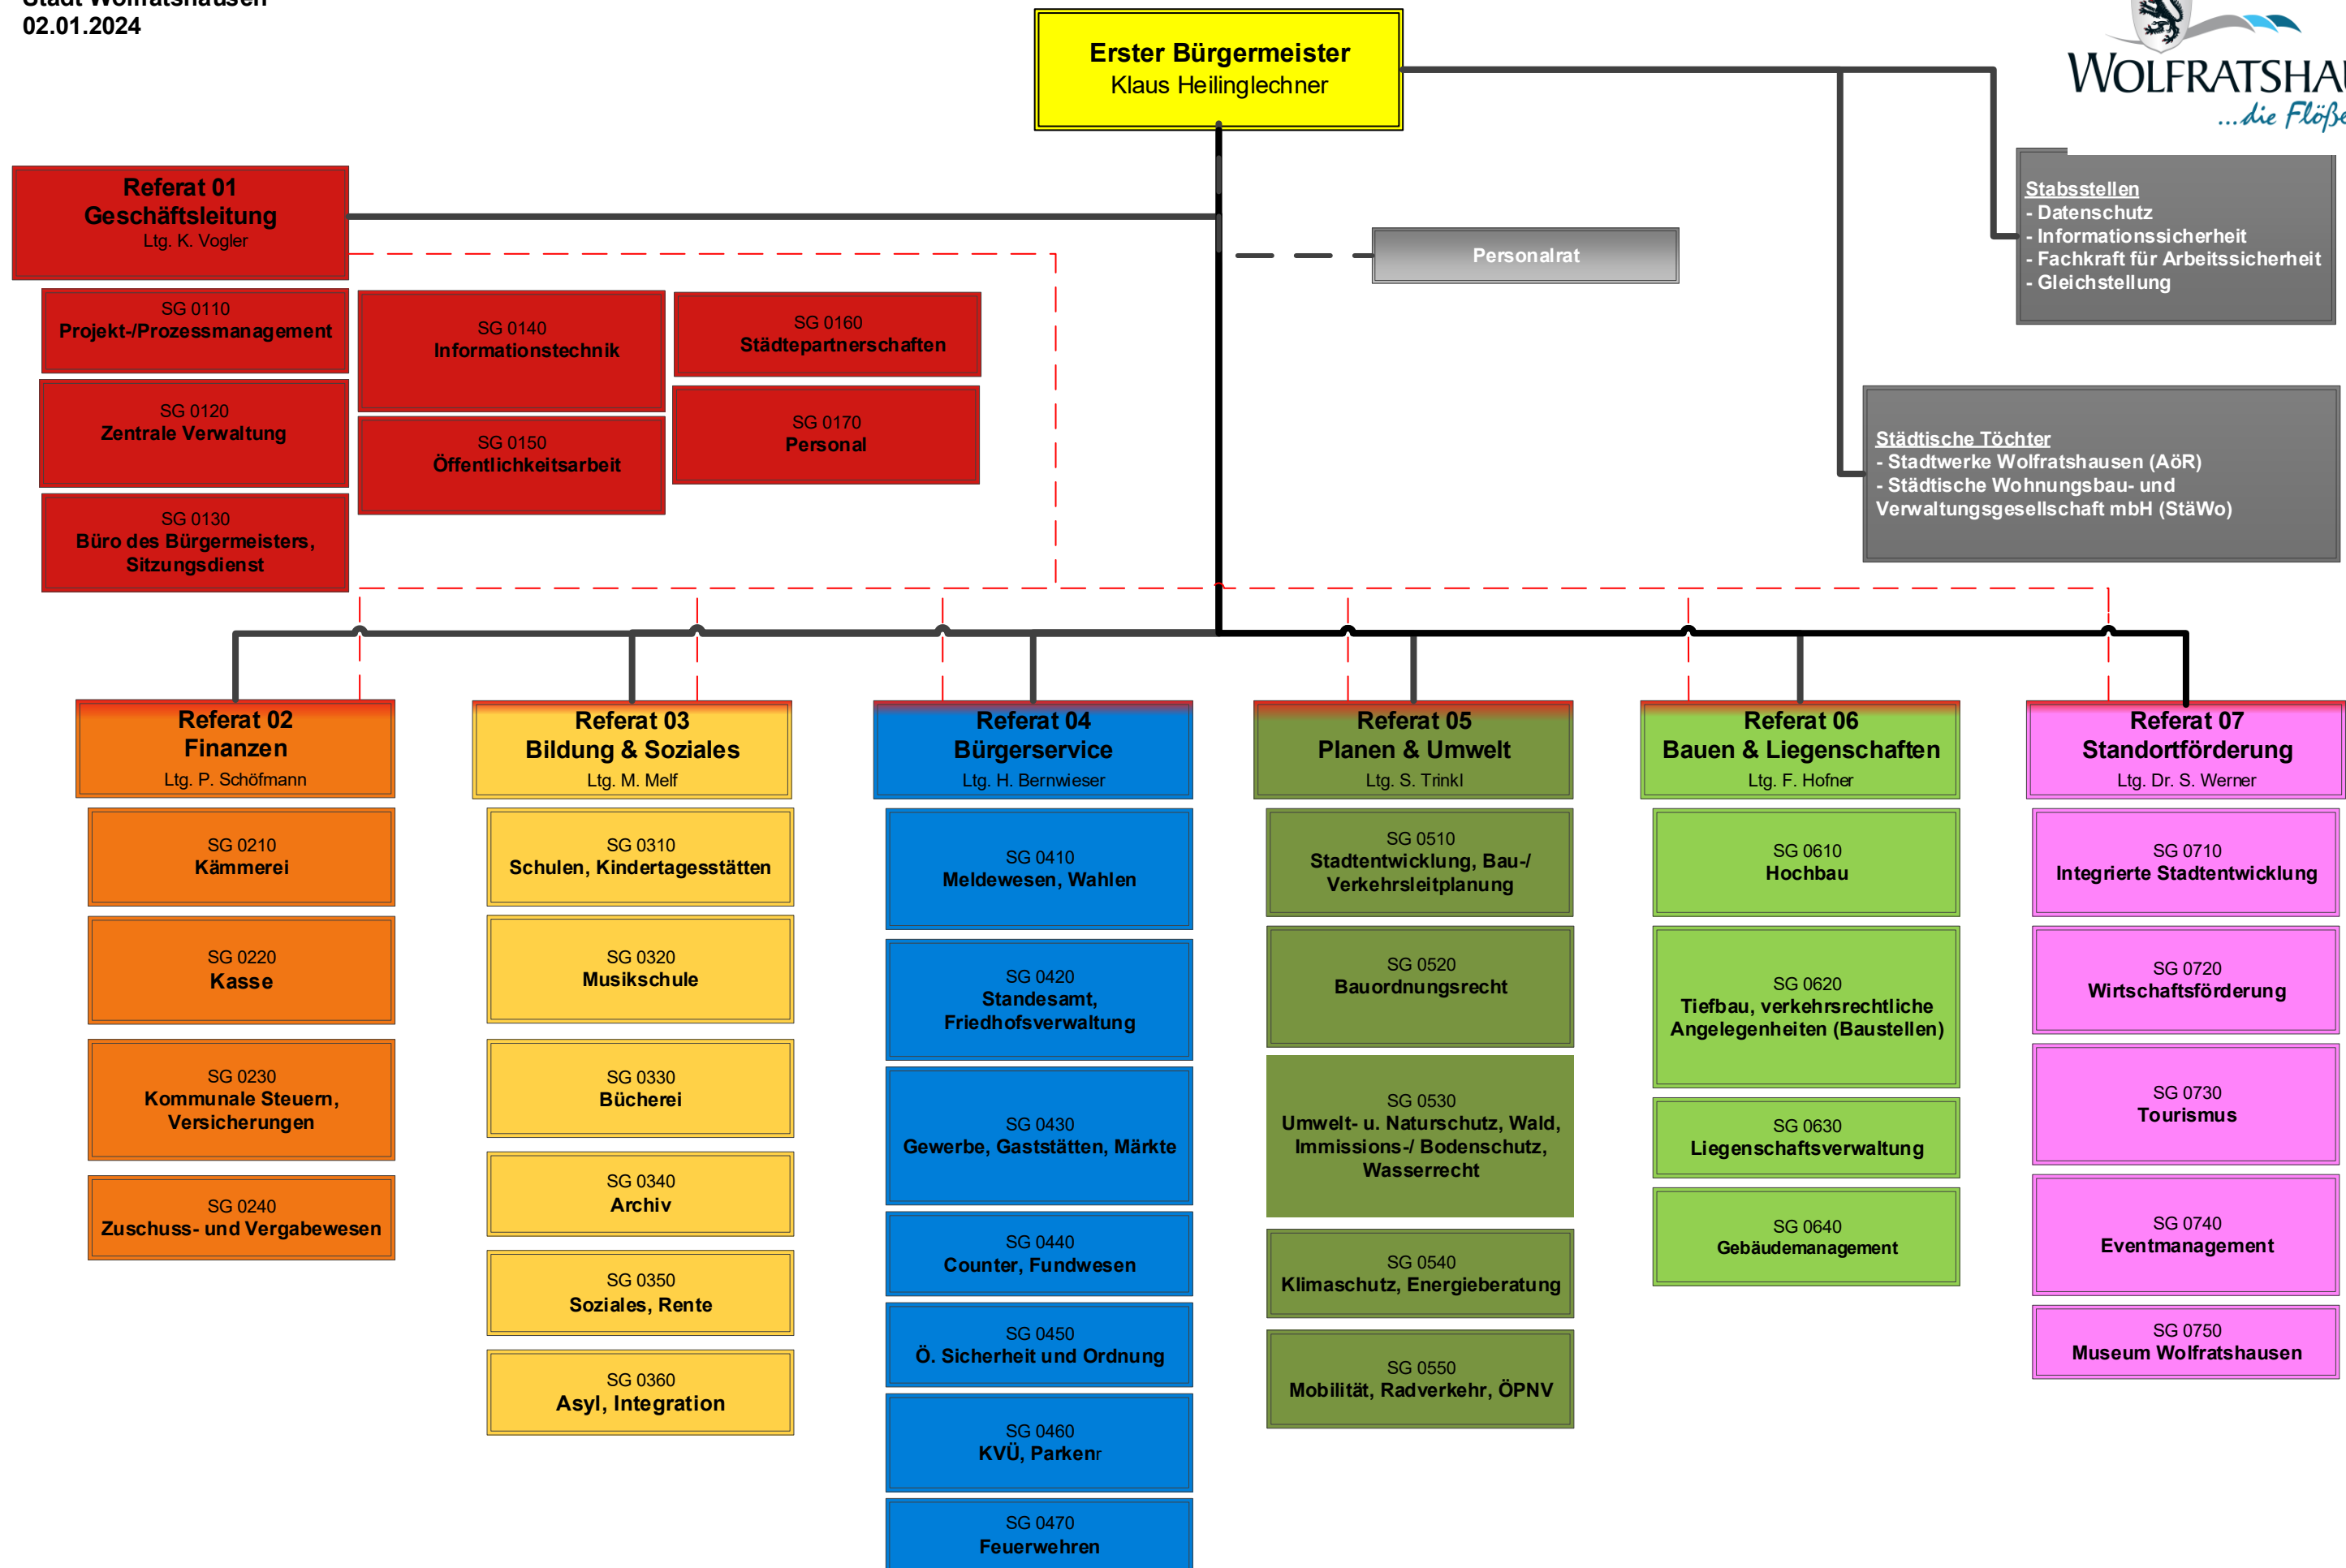 Stadt Wolfratshausen
02.01.2024
Erster Bürgermeister
Klaus Heilinglechner
Referat 01
Geschäftsleitung
Ltg. K. Vogler
SG 0110
Projekt-/Prozessmanagement
SG 0120
Zentrale Verwaltung
SG 0130
Büro des Bürgermeisters,
Sitzungsdienst
SG 0140
Informationstechnik
SG 0150
Öffentlichkeitsarbeit
SG 0160
Städtepartnerschaften
SG 0170
Personal
Personalrat
...die Flöße
Stabsstellen
- Datenschutz
- Informationssicherheit
- Fachkraft für Arbeitssicherheit
- Gleichstellung
Städtische Töchter
- Stadtwerke Wolfratshausen (AöR)
- Städtische Wohnungsbau- und
Verwaltungsgesellschaft mbH (StäWo)
Referat 02
Finanzen
Ltg. P. Schöfmann
SG 0210
Kämmerei
SG 0220
Kasse
SG 0230
Kommunale Steuern,
Versicherungen
SG 0240
Zuschuss- und Vergabewesen
Referat 03
Bildung & Soziales
Ltg. M. Melf
SG 0310
Schulen, Kindertagesstätten
SG 0320
Musikschule
SG 0330
Bücherei
SG 0340
Archiv
SG 0350
Soziales, Rente
SG 0360
Asyl, Integration
Referat 04
Bürgerservice
Ltg. H. Bernwieser
SG 0410
Meldewesen, Wahlen
SG 0420
Standesamt,
Friedhofsverwaltung
SG 0430
Gewerbe, Gaststätten, Märkte
SG 0440
Counter, Fundwesen
SG 0450
Ö. Sicherheit und Ordnung
SG 0460
KVÜ, Parkenr
SG 0470
Feuerwehren
Referat 05
Planen & Umwelt
Ltg. S. Trinkl
SG 0510
Stadtentwicklung, Bau-/
Verkehrsleitplanung
SG 0520
Bauordnungsrecht
SG 0530
Umwelt- u. Naturschutz, Wald,
Immissions-/ Bodenschutz,
Wasserrecht
SG 0540
Klimaschutz, Energieberatung
SG 0550
Mobilität, Radverkehr, ÖPNV
Referat 06
Bauen & Liegenschaften
Ltg. F. Hofner
SG 0610
Hochbau
SG 0620
Tiefbau, verkehrsrechtliche
Angelegenheiten (Baustellen)
SG 0630
Liegenschaftsverwaltung
SG 0640
Gebäudemanagement
Referat 07
Standortförderung
Ltg. Dr. S. Werner
SG 0710
Integrierte Stadtentwicklung
SG 0720
Wirtschaftsförderung
SG 0730
Tourismus
SG 0740
Eventmanagement
SG 0750
Museum Wolfratshausen